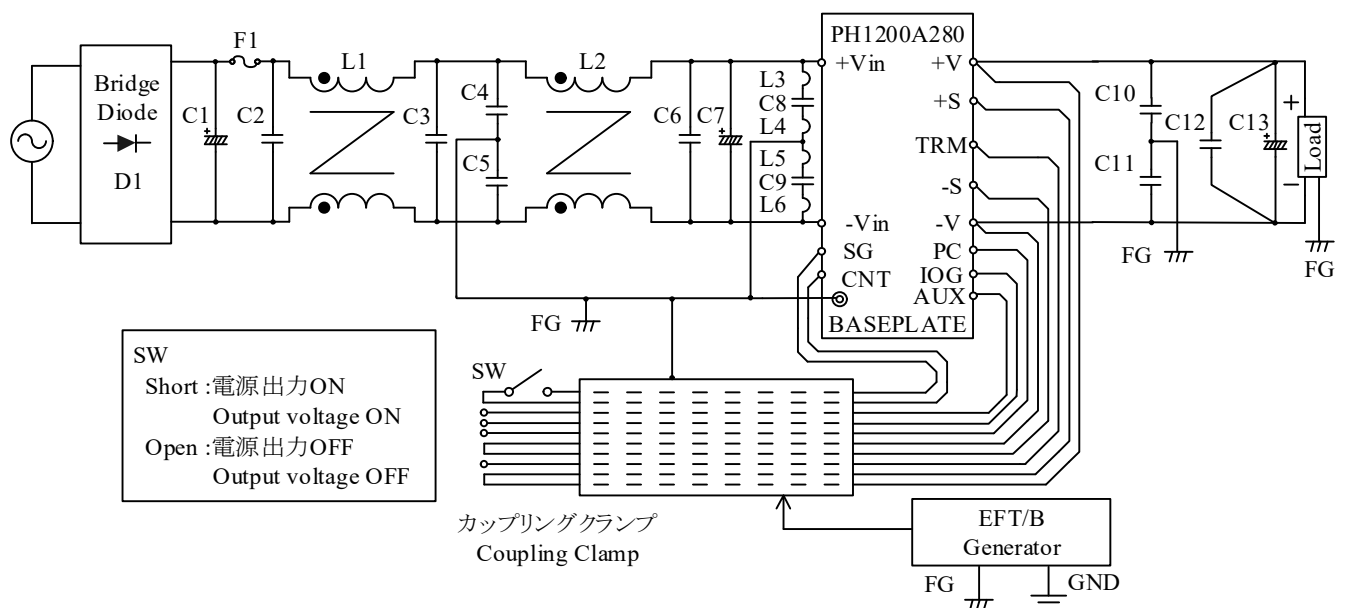 F1
L1
L2
Bridge
Diode
D1
C1
C2
C3
C4
C5
C6
C7
L3
C8
L4
L5
C9
L6
PH1200A280
+Vin
-Vin
SG
CNT
BASEPLATE
+V
+S
TRM
-S
-V
PC
IOG
AUX
C10
C11
C12
C13
+
−
Load
FG
FG
FG
SW
Short :電源出力ON
Output voltage ON
Open :電源出力OFF
Output voltage OFF
SW
カップリングクランプ
Coupling Clamp
EFT/B
Generator
FG
GND